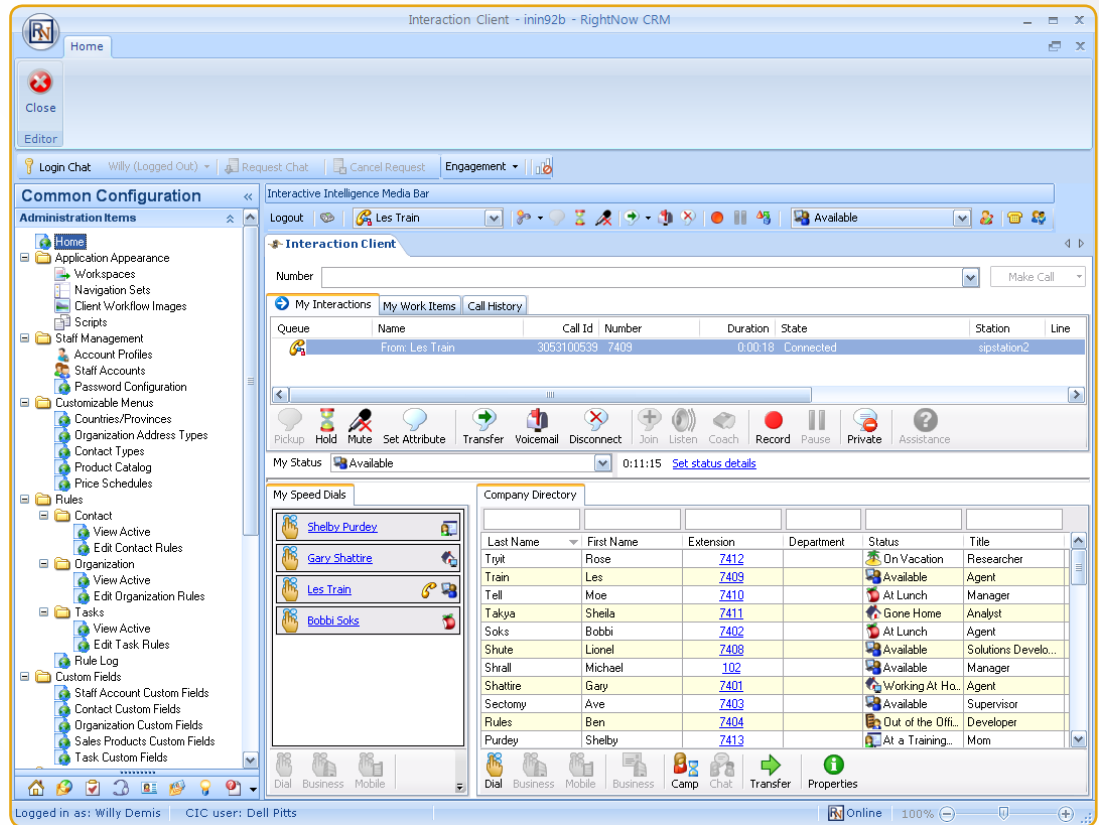 Interaction Client - inin92b - RightNow CRM
RN
Home
Close
Editor
Login Chat Willy (Logged Out) Request Chat Cancel Request Engagement
Common Configuration «
Administration Items
Home
Application Appearance
Workspaces
Navigation Sets
Client Workflow Images
Scripts
Staff Management
Account Profiles
Staff Accounts
Password Configuration
Customizable Menus
Countries/Provinces
Organization Address Types
Contact Types
Product Catalog
Price Schedules
Rules
Contact
View Active
Edit Contact Rules
Organization
View Active
Edit Organization Rules
Tasks
View Active
Edit Task Rules
Rule Log
Custom Fields
Staff Account Custom Fields
Contact Custom Fields
Organization Custom Fields
Sales Products Custom Fields
Task Custom Fields
Interactive Intelligence Media Bar
Logout Les Train Available
Interaction Client
Number Make Call
My Interactions My Work Items Call History
Queue Name Call Id Number Duration State Station Line
From: Les Train 3053100539 7409 0:00:18 Connected sipstation2
Pickup Hold Mute Set Attribute Transfer Voicemail Disconnect Join Listen Coach Record Pause Private Assistance
My Status Available 0:11:15 Set status details
My Speed Dials
Shelby Purdey
Gary Shattire
Les Train
Bobbi Soks
Dial Business Mobile
Company Directory
Last Name First Name Extension Department Status Title
Tryit Rose 7412 On Vacation Researcher
Train Les 7409 Available Agent
Tell Moe 7410 At Lunch Manager
Takya Sheila 7411 Gone Home Analyst
Soks Bobbi 7402 At Lunch Agent
Shute Lionel 7408 Available Solutions Develo...
Shrall Michael 102 Available Manager
Shattire Gary 7401 Working At Ho... Agent
Sectomy Ave 7403 Available Supervisor
Rules Ben 7404 Out of the Offi... Developer
Purdey Shelby 7413 At a Training... Mom
Dial Business Mobile Business Camp Chat Transfer Properties
Logged in as: Willy Demis CIC user: Dell Pitts RN Online 100%